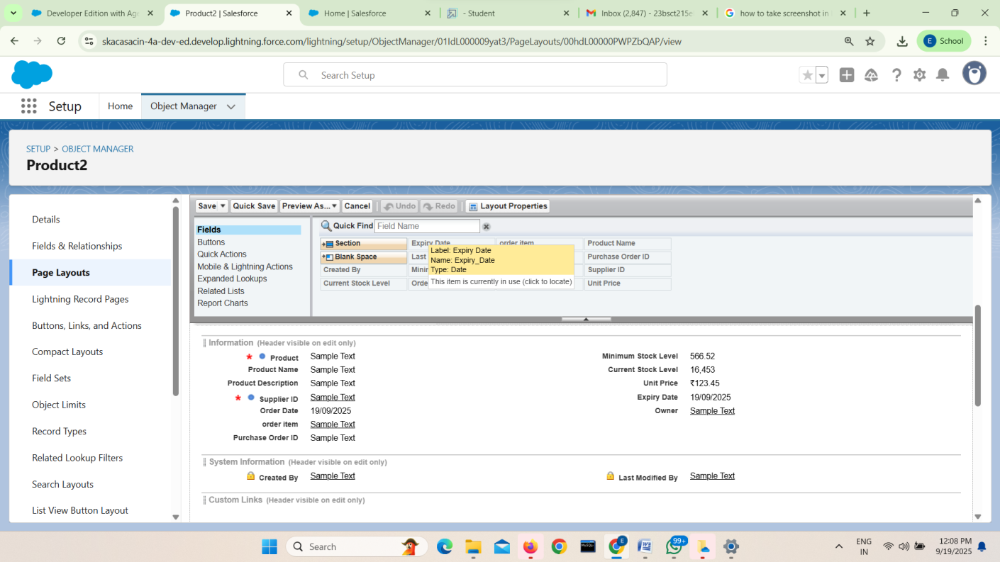 Developer Edition with Age
Product2 | Salesforce
Home | Salesforce
- Student
Inbox (2,847) - 23bsct215e
how to take screenshot in
skacasacin-4a-dev-ed.develop.lightning.force.com/lightning/setup/ObjectManager/01IdL000009yat3/PageLayouts/00hdL00000PWPZbQAP/view
E School
Search Setup
Setup
Home
Object Manager
SETUP > OBJECT MANAGER
Product2
Details
Fields & Relationships
Page Layouts
Lightning Record Pages
Buttons, Links, and Actions
Compact Layouts
Field Sets
Object Limits
Record Types
Related Lookup Filters
Search Layouts
List View Button Layout
Save Quick Save Preview As... Cancel Undo Redo Layout Properties
Fields
Buttons
Quick Actions
Mobile & Lightning Actions
Expanded Lookups
Related Lists
Report Charts
Quick Find Field Name
Section Expiry Date order item Product Name
Blank Space Last Purchase Order ID
Created By Supplier ID
Current Stock Level Unit Price
Label: Expiry Date
Name: Expiry_Date
Type: Date
This item is currently in use (click to locate)
Information (Header visible on edit only)
* Product Sample Text
Product Name Sample Text
Product Description Sample Text
* Supplier ID Sample Text
Order Date 19/09/2025
order item Sample Text
Purchase Order ID Sample Text
Minimum Stock Level 566.52
Current Stock Level 16,453
Unit Price ₹123.45
Expiry Date 19/09/2025
Owner Sample Text
System Information (Header visible on edit only)
Created By Sample Text
Last Modified By Sample Text
Custom Links (Header visible on edit only)
Search
99+
ENG
IN
12:08 PM
9/19/2025